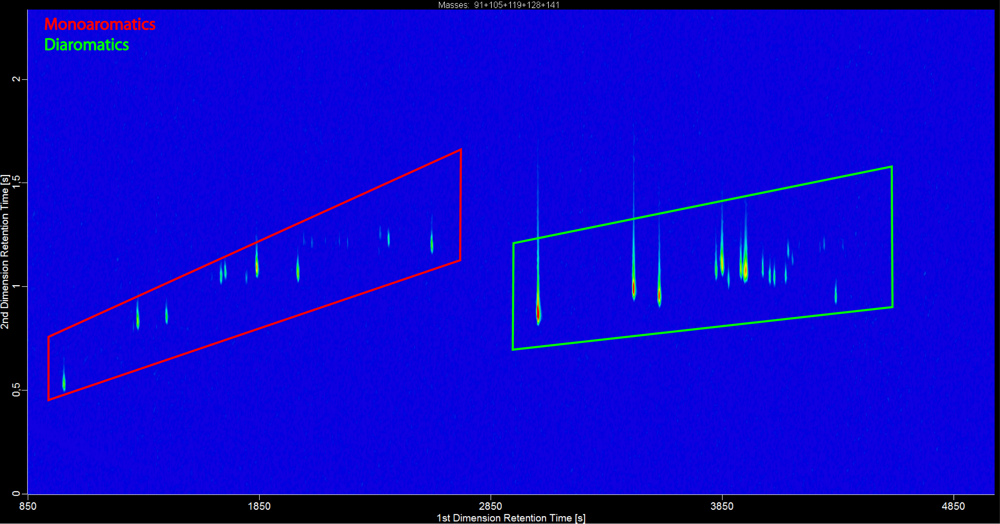 Masses: 91+105+119+128+141
Monoaromatics
Diaromatics
2nd Dimension Retention Time [s]
2
1,5
1
0,5
0
850
1850
2850
3850
4850
1st Dimension Retention Time [s]